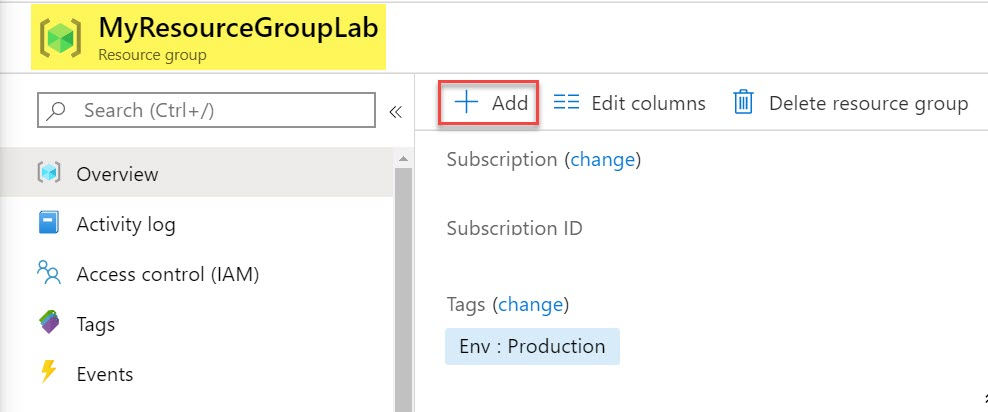 MyResourceGroupLab
Resource group
Search (Ctrl+/)
«
Add
Edit columns
Delete resource group
Overview
Activity log
Access control (IAM)
Tags
Events
Subscription (change)
Subscription ID
Tags (change)
Env : Production